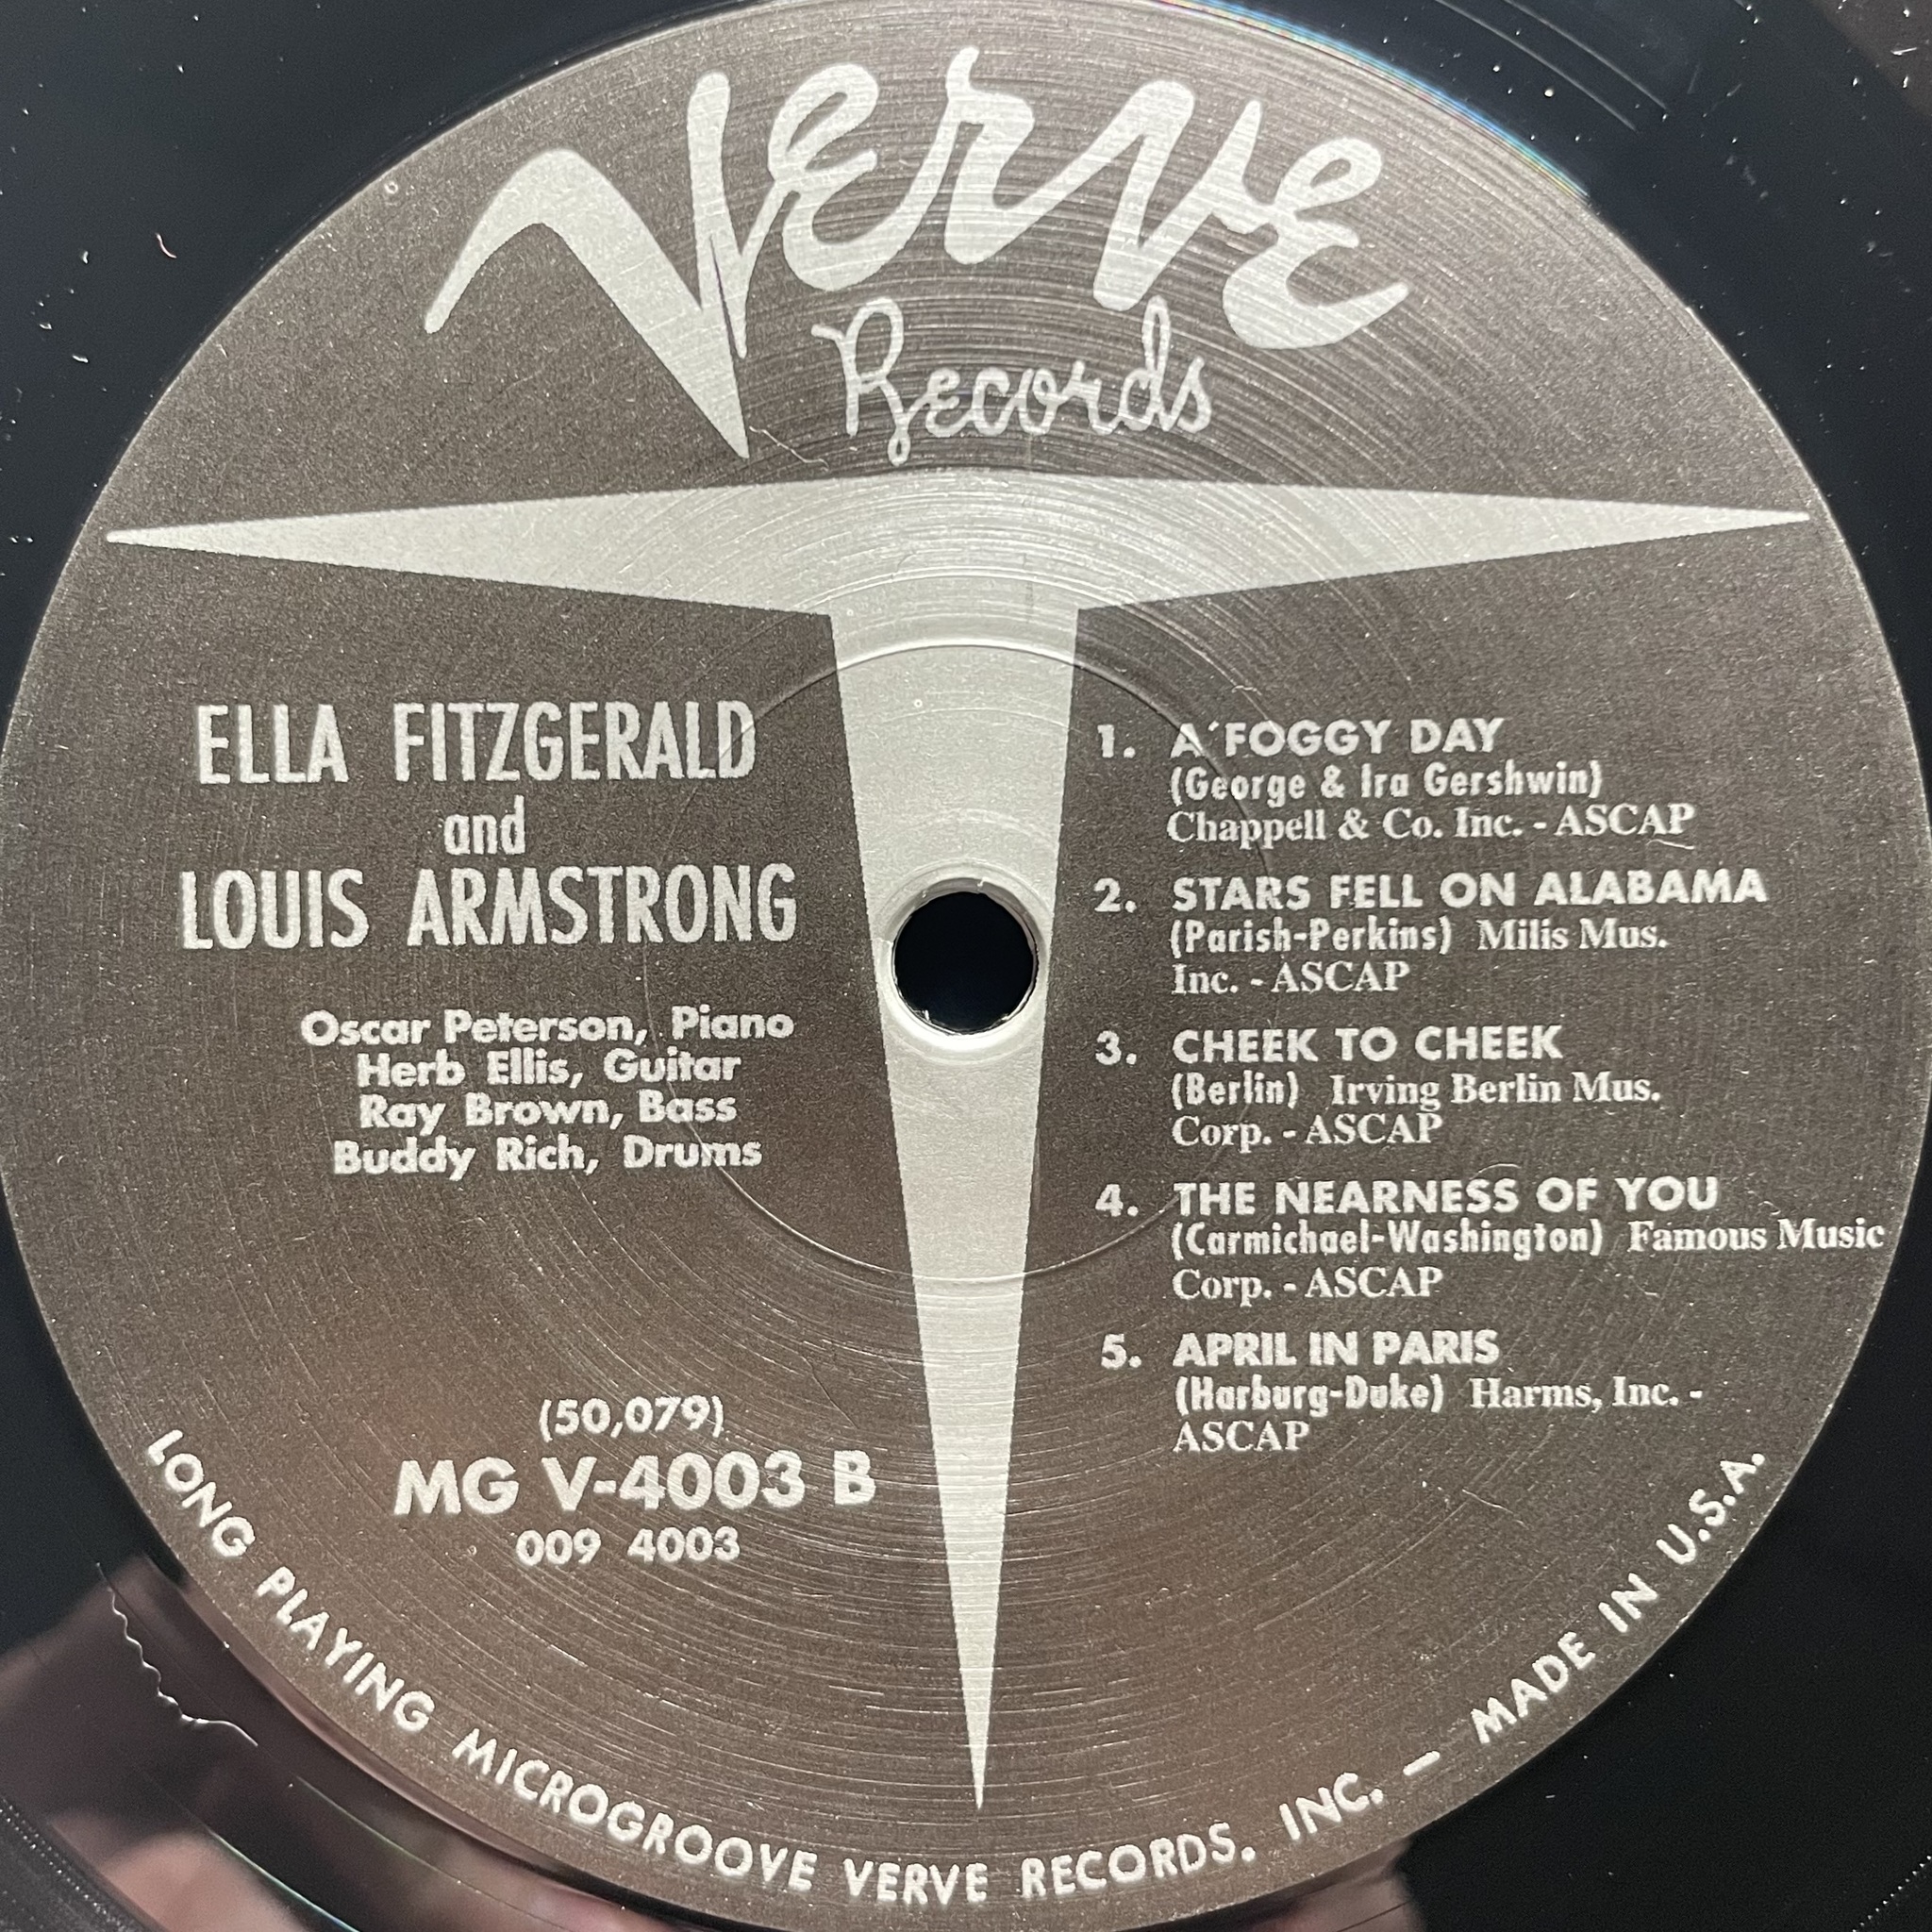 Verve
Records
ELLA FITZGERALD
and
LOUIS ARMSTRONG
Oscar Peterson, Piano
Herb Ellis, Guitar
Ray Brown, Bass
Buddy Rich, Drums
(50,079)
MG V-4003 B
009 4003
1. A´FOGGY DAY
(George & Ira Gershwin)
Chappell & Co. Inc. - ASCAP
2. STARS FELL ON ALABAMA
(Parish-Perkins) Milis Mus.
Inc. - ASCAP
3. CHEEK TO CHEEK
(Berlin) Irving Berlin Mus.
Corp. - ASCAP
4. THE NEARNESS OF YOU
(Carmichael-Washington) Famous Music
Corp. - ASCAP
5. APRIL IN PARIS
(Harburg-Duke) Harms, Inc. -
ASCAP
LONG PLAYING MICROGROOVE VERVE RECORDS, INC. — MADE IN U.S.A.